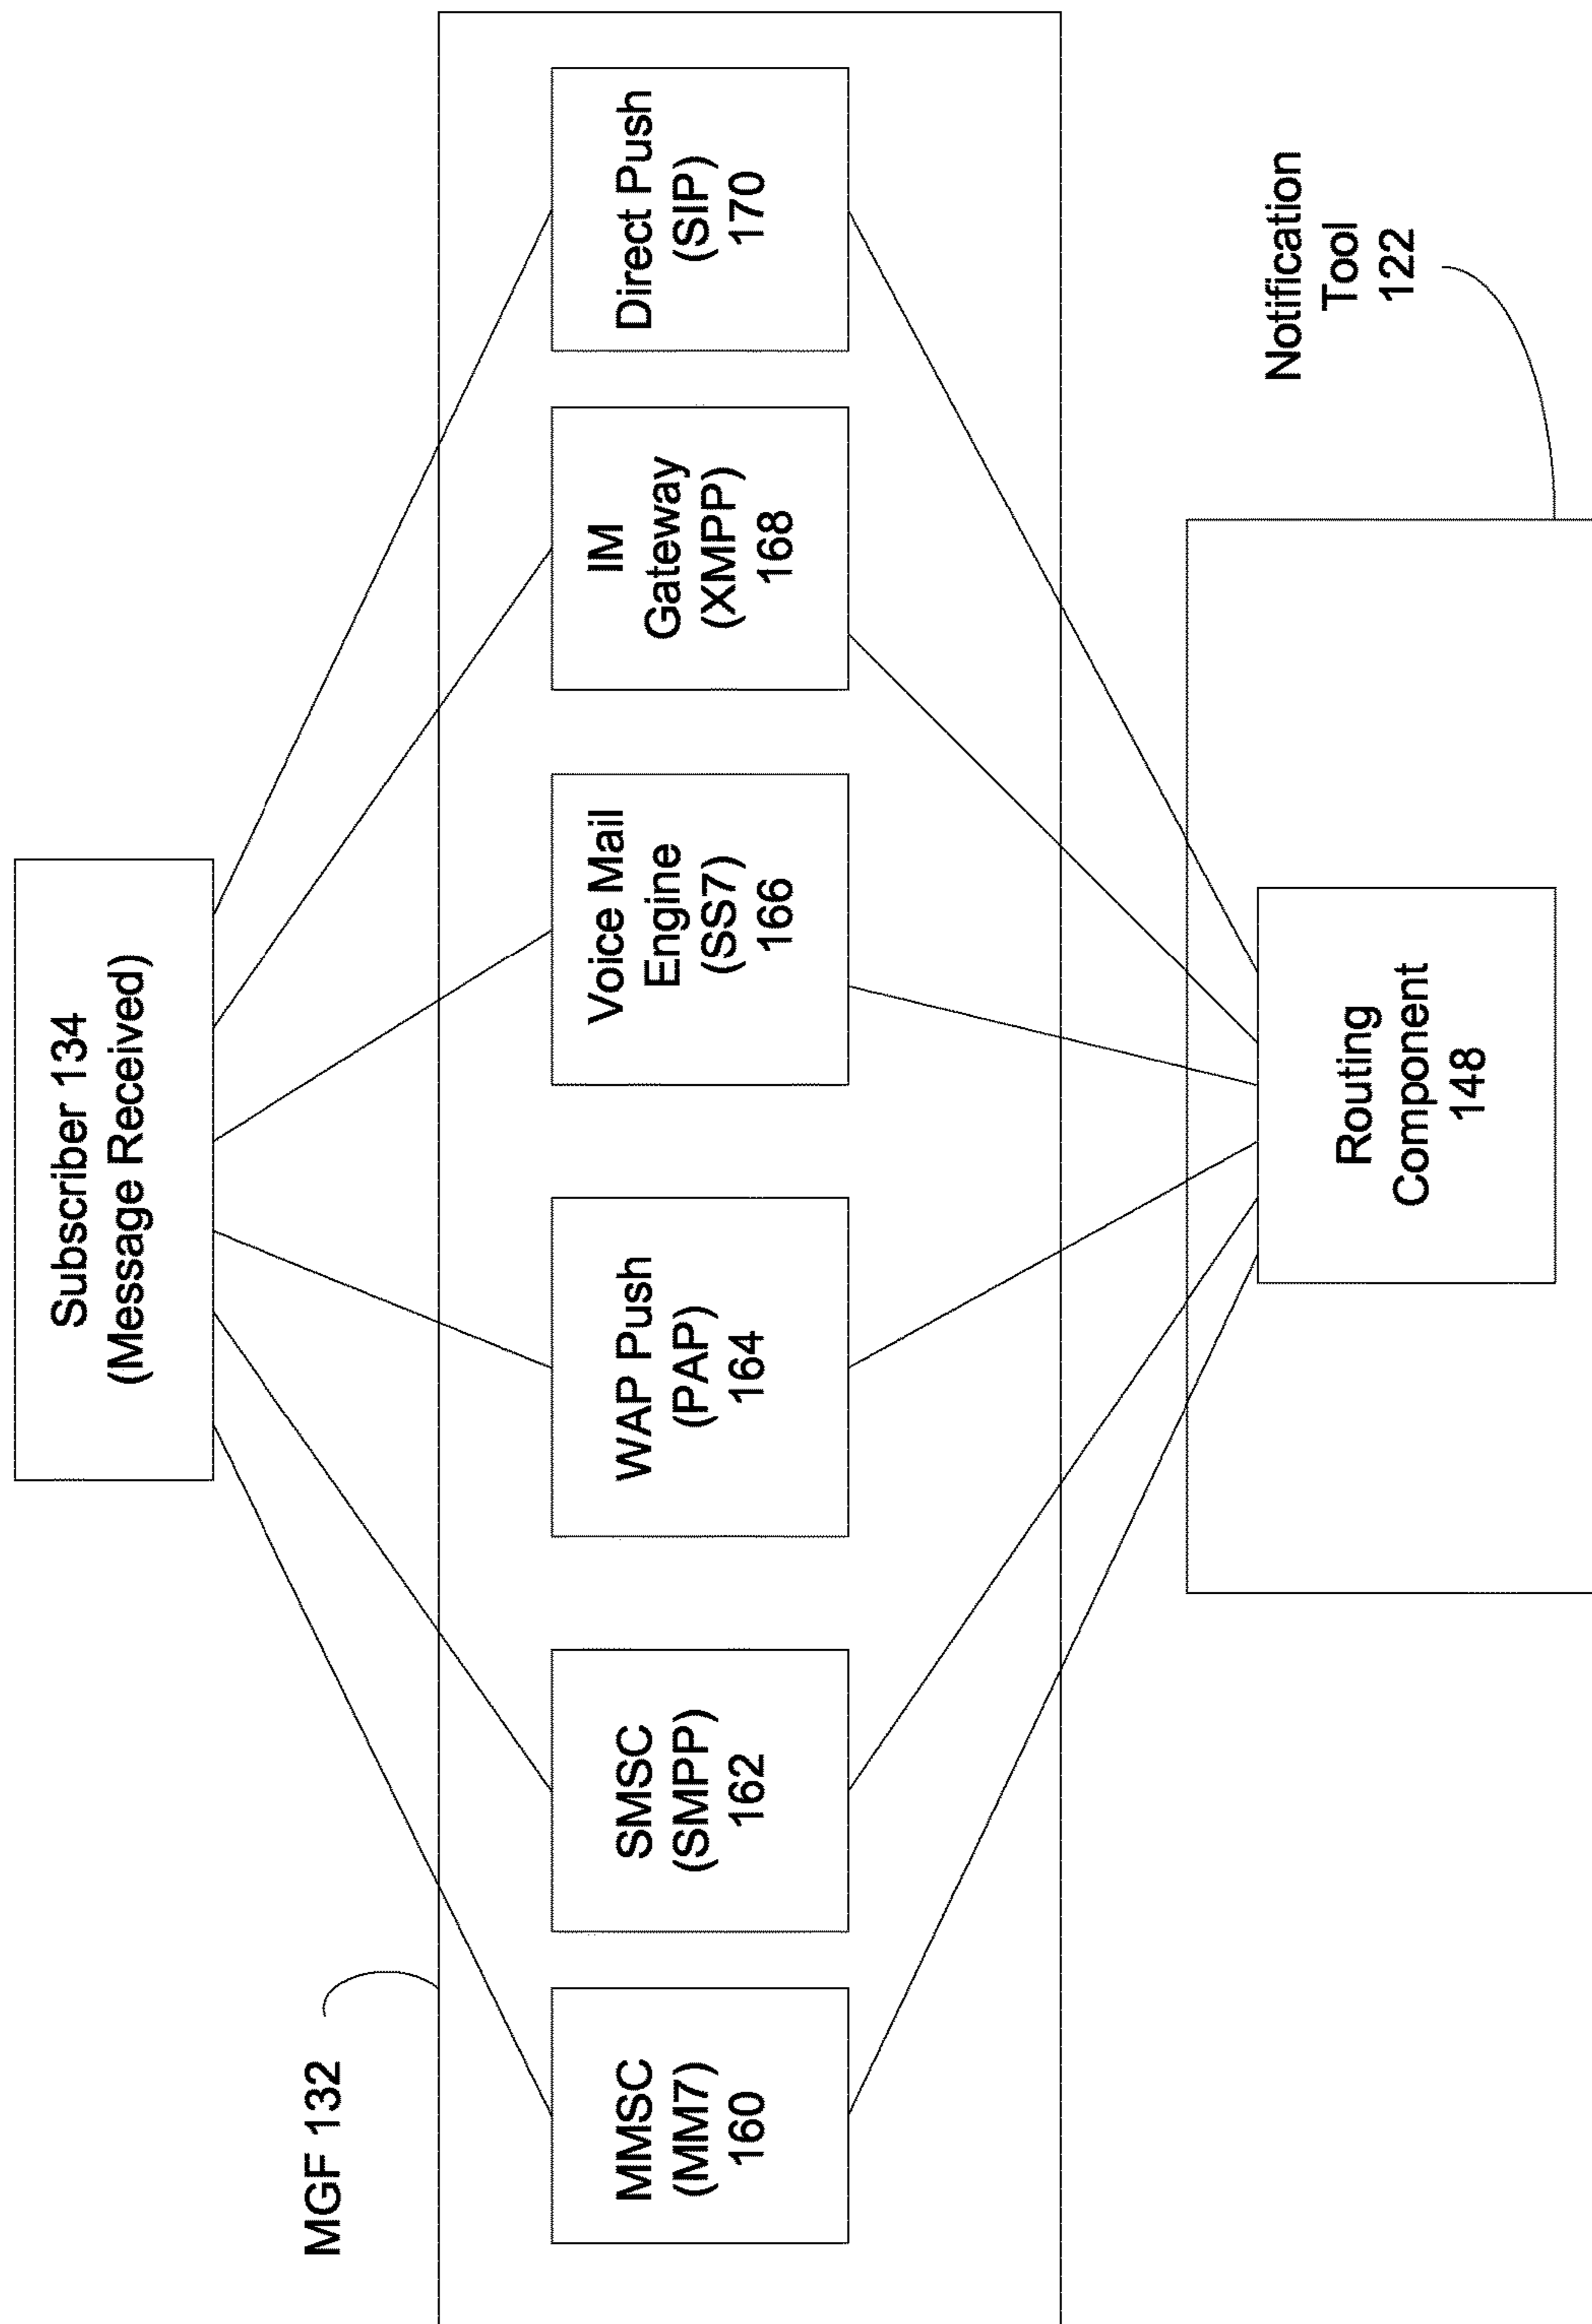 Subscriber 134
(Message Received)
MGF 132
MMSC
(MM7)
160
SMSC
(SMPP)
162
WAP Push
(PAP)
164
Voice Mail
Engine
(SS7)
166
IM
Gateway
(XMPP)
168
Direct Push
(SIP)
170
Routing
Component
148
Notification
Tool
122